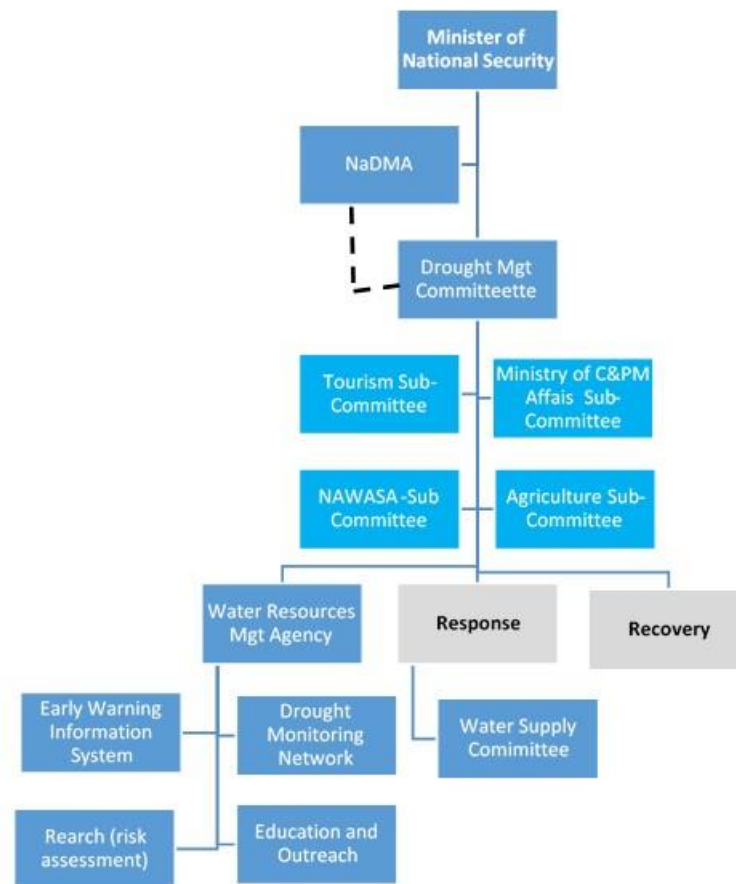 Minister of
National Security
NaDMA
Drought Mgt
Committeette
Tourism Sub-
Committee
Ministry of C&PM
Affais Sub-
Committee
NAWASA -Sub
Committee
Agriculture Sub-
Committee
Water Resources
Mgt Agency
Response
Recovery
Early Warning
Information
System
Drought
Monitoring
Network
Water Supply
Comimittee
Rearch (risk
assessment)
Education and
Outreach